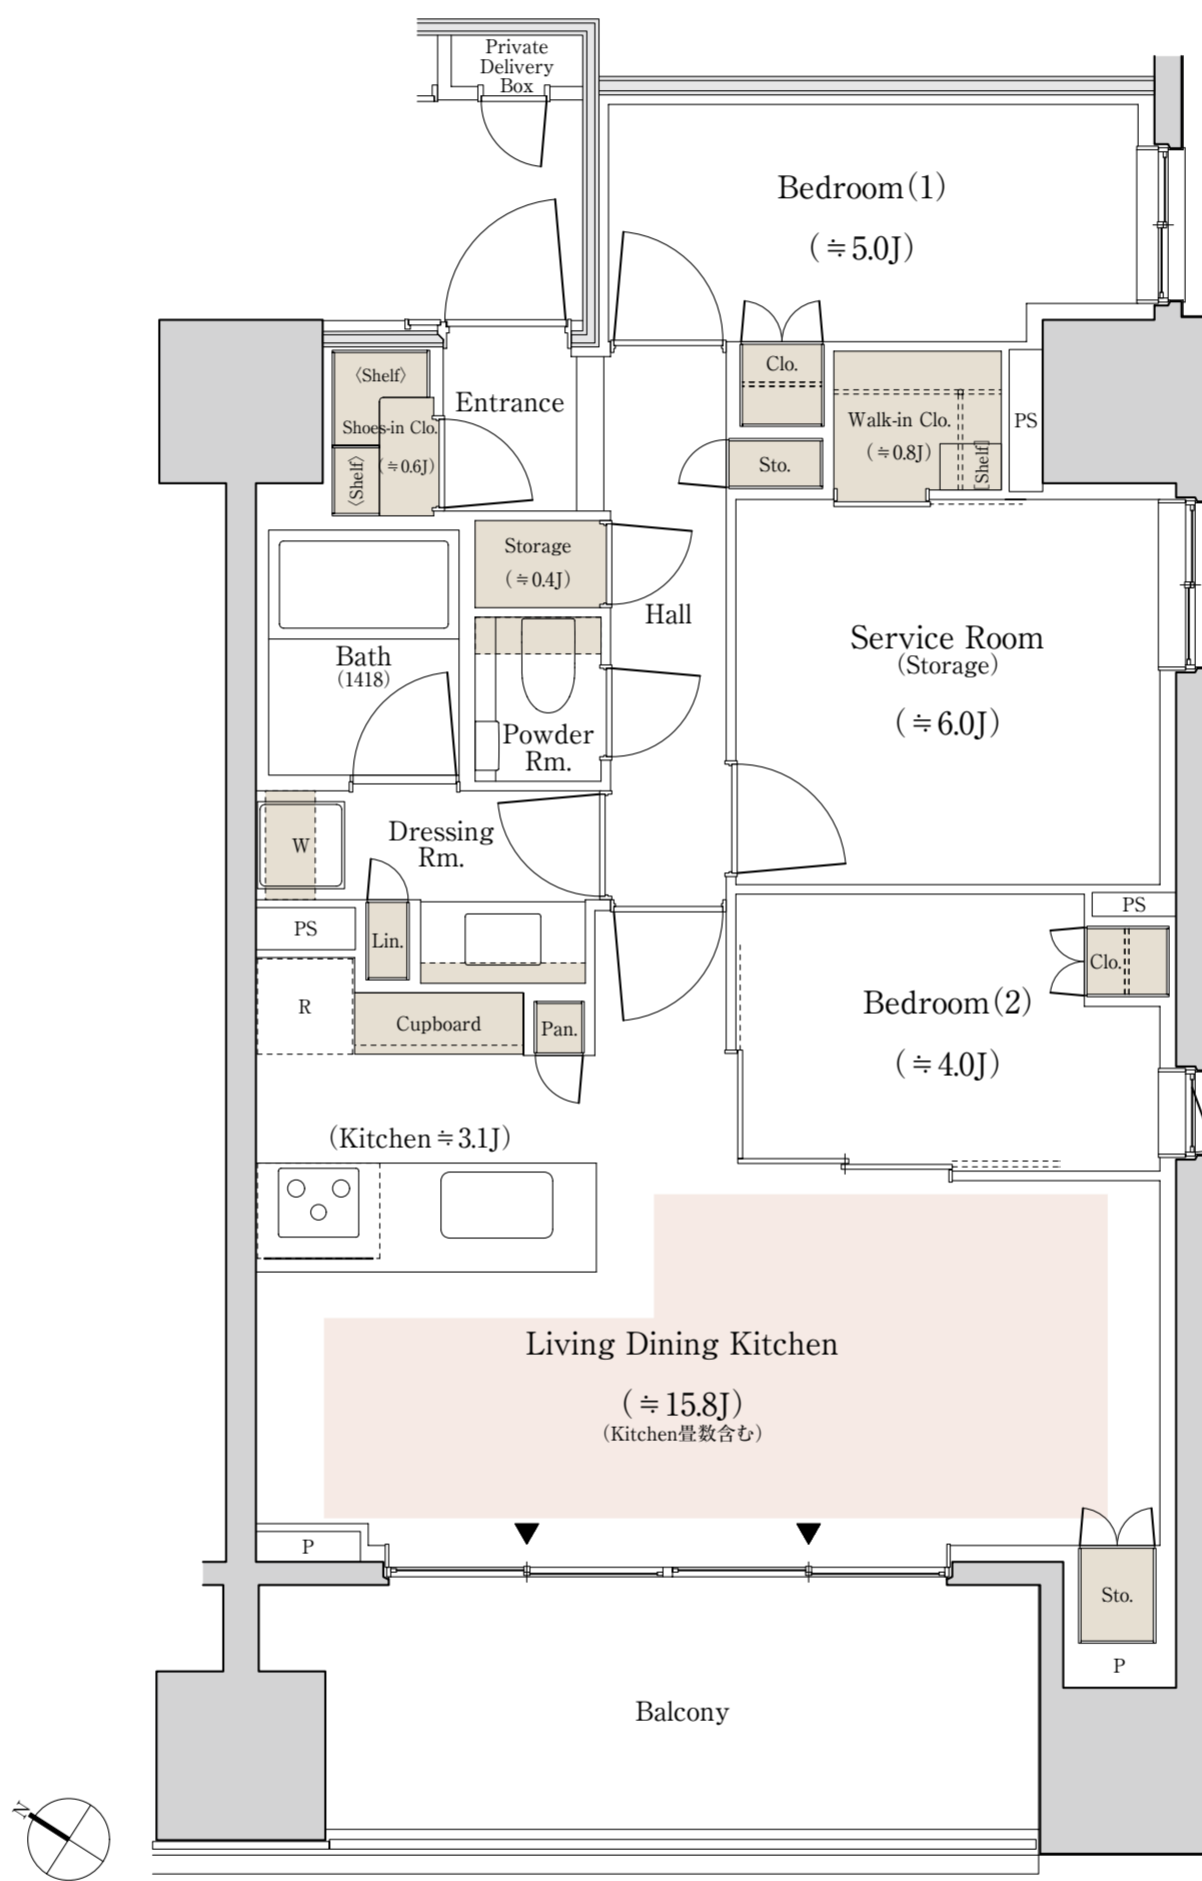 Private
Delivery
Box
Bedroom(1)
(≒5.0J)
〈Shelf〉
Shoes-in Clo.
(≒0.6J)
〈Shelf〉
Entrance
Clo.
Walk-in Clo.
(≒0.8J)
[Shelf]
PS
Sto.
Storage
(≒0.4J)
Hall
Bath
(1418)
Powder
Rm.
Service Room
(Storage)
(≒6.0J)
W
Dressing
Rm.
PS
Lin.
PS
Clo.
R
Cupboard
Pan.
Bedroom(2)
(≒4.0J)
(Kitchen≒3.1J)
Living Dining Kitchen
(≒15.8J)
(Kitchen畳数含む)
P
Sto.
P
Balcony
N